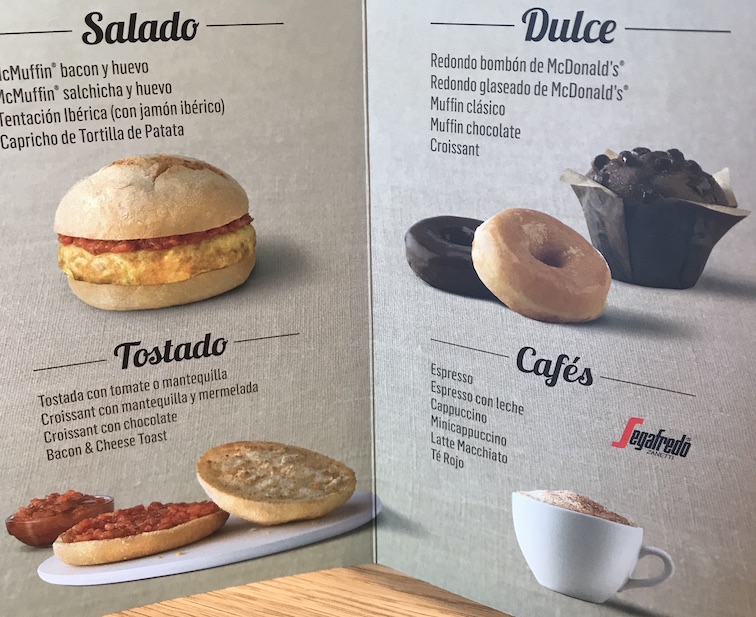 Salado
McMuffin® bacon y huevo
McMuffin® salchicha y huevo
Tentación Ibérica (con jamón ibérico)
Capricho de Tortilla de Patata
Tostado
Tostada con tomate o mantequilla
Croissant con mantequilla y mermelada
Croissant con chocolate
Bacon & Cheese Toast
Dulce
Redondo bombón de McDonald's®
Redondo glaseado de McDonald's®
Muffin clásico
Muffin chocolate
Croissant
Cafés
Espresso
Espresso con leche
Cappuccino
Minicappuccino
Latte Macchiato
Té Rojo
Segafredo®
ZANETTI